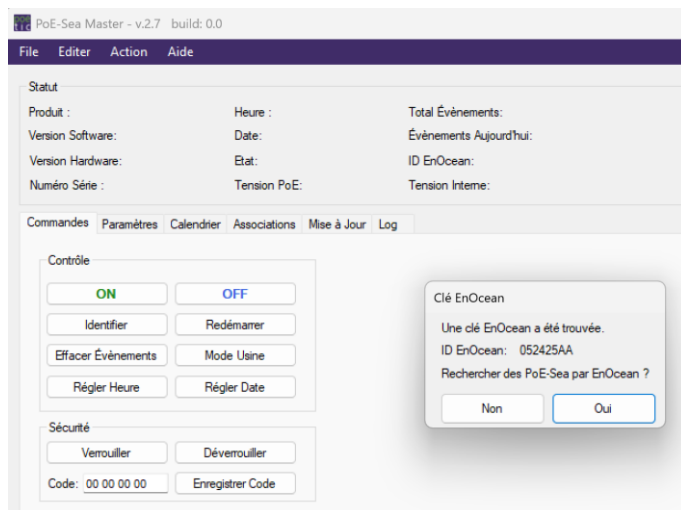 poe
tic
PoE-Sea Master - v.2.7 build: 0.0
File Editer Action Aide
Statut
Produit : Heure : Total Évènements:
Version Software: Date: Évènements Aujourd'hui:
Version Hardware: Etat: ID EnOcean:
Numéro Série : Tension PoE: Tension Interne:
Commandes Paramètres Calendrier Associations Mise à Jour Log
Contrôle
ON OFF
Identifier Redémarrer
Effacer Évènements Mode Usine
Régler Heure Régler Date
Sécurité
Verrouiller Déverrouiller
Code: 00 00 00 00 Enregistrer Code
Clé EnOcean
Une clé EnOcean a été trouvée.
ID EnOcean: 052425AA
Rechercher des PoE-Sea par EnOcean ?
Non Oui